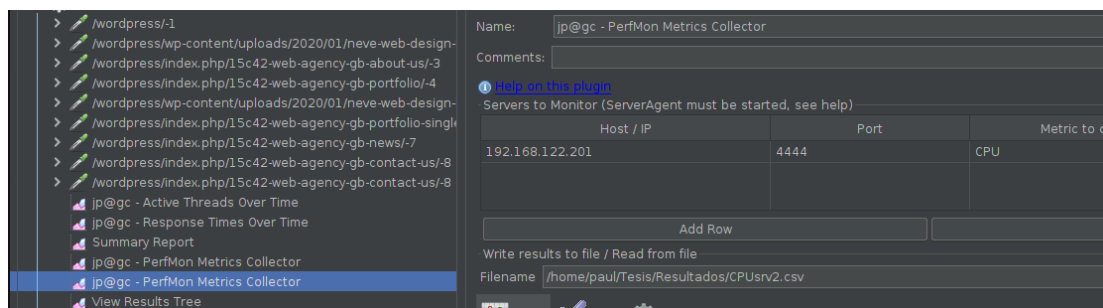 /wordpress/-1
/wordpress/wp-content/uploads/2020/01/neve-web-design-
/wordpress/index.php/15c42-web-agency-gb-about-us/-3
/wordpress/index.php/15c42-web-agency-gb-portfolio/-4
/wordpress/wp-content/uploads/2020/01/neve-web-design-
/wordpress/index.php/15c42-web-agency-gb-portfolio-single
/wordpress/index.php/15c42-web-agency-gb-news/-7
/wordpress/index.php/15c42-web-agency-gb-contact-us/-8
/wordpress/index.php/15c42-web-agency-gb-contact-us/-8
jp@gc - Active Threads Over Time
jp@gc - Response Times Over Time
Summary Report
jp@gc - PerfMon Metrics Collector
jp@gc - PerfMon Metrics Collector
View Results Tree
Name: jp@gc - PerfMon Metrics Collector
Comments:
Help on this plugin
Servers to Monitor (ServerAgent must be started, see help)
Host / IP Port Metric to
192.168.122.201 4444 CPU
Add Row
Write results to file / Read from file
Filename /home/paul/Tesis/Resultados/CPUsrv2.csv